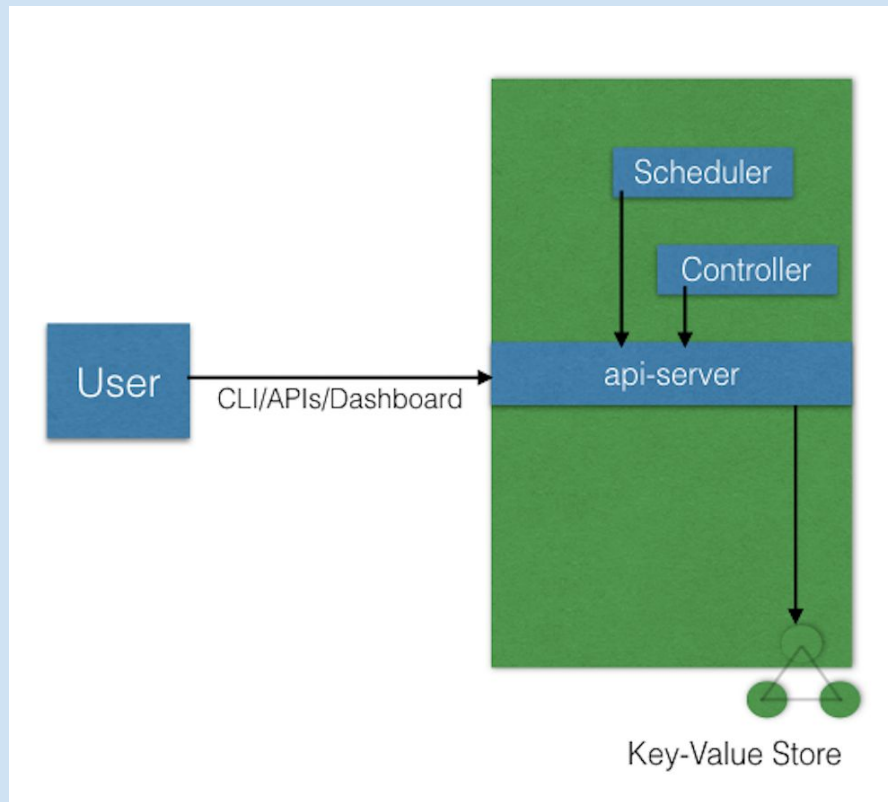 Scheduler
Controller
User
api-server
CLI/APIs/Dashboard
Key-Value Store